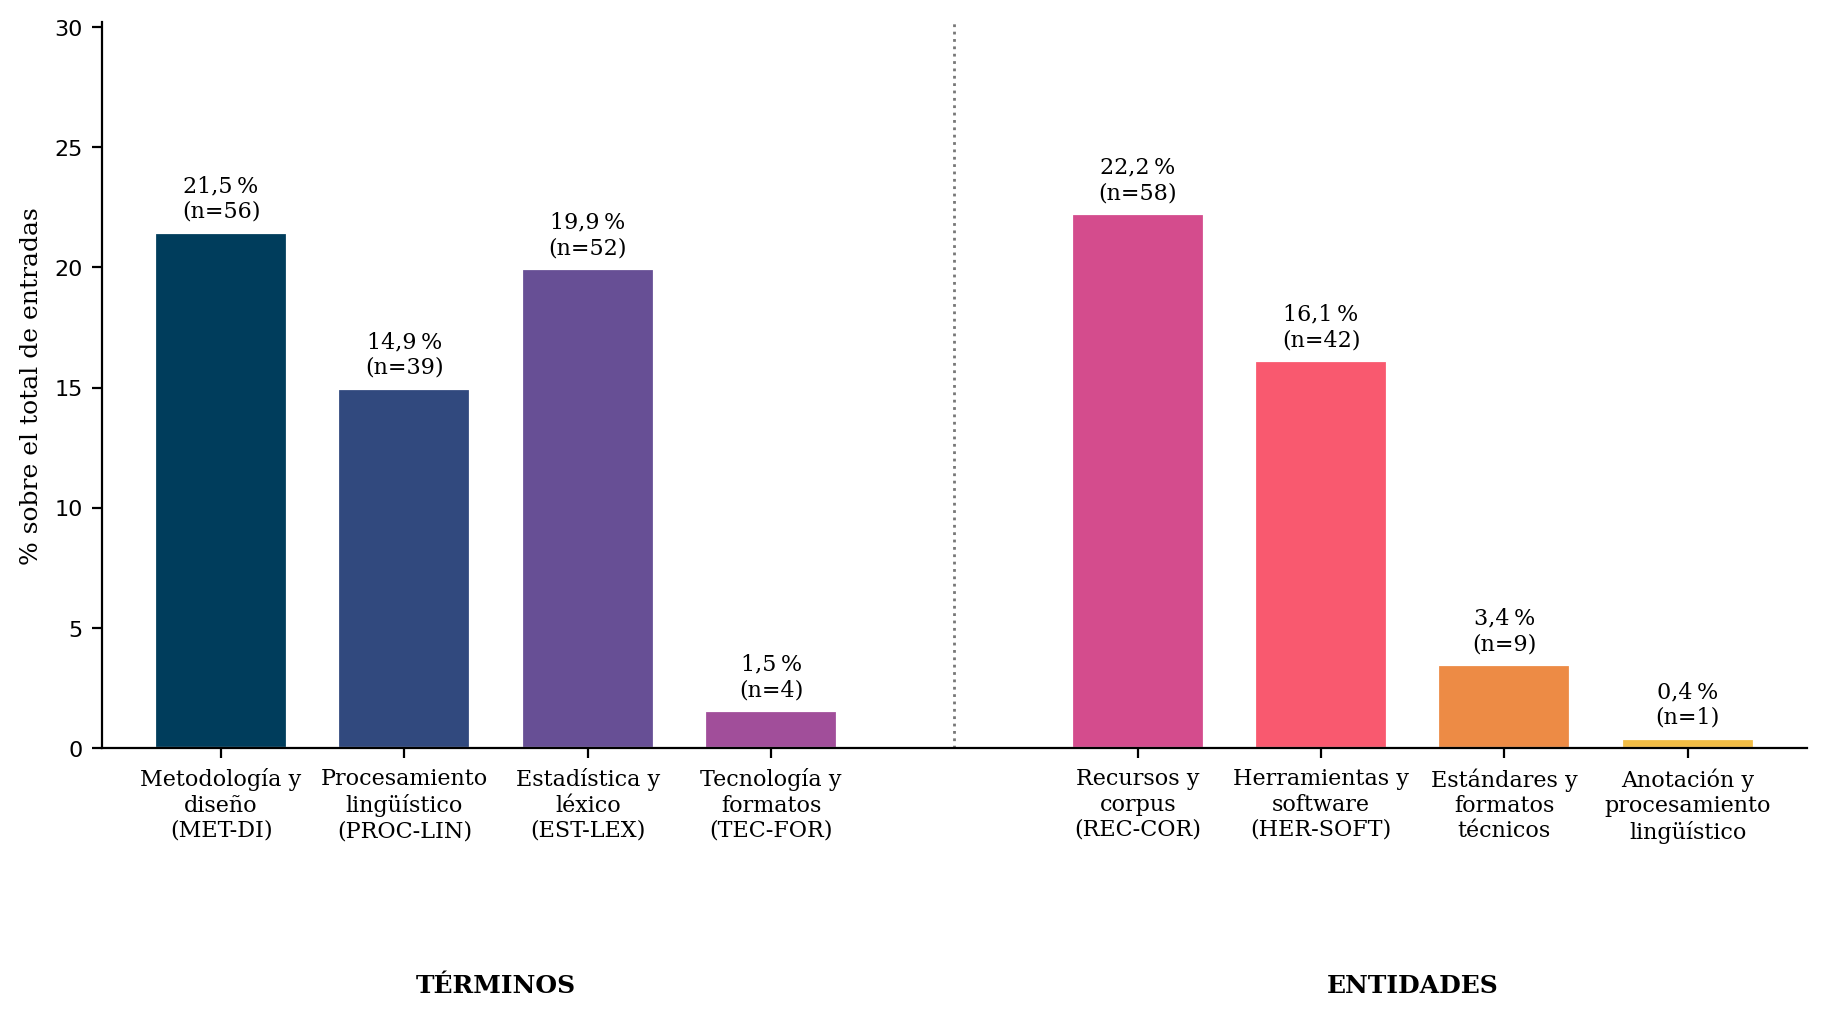 % sobre el total de entradas
30
25
20
15
10
5
0
21,5 %
(n=56)
14,9 %
(n=39)
19,9 %
(n=52)
1,5 %
(n=4)
22,2 %
(n=58)
16,1 %
(n=42)
3,4 %
(n=9)
0,4 %
(n=1)
Metodología y
diseño
(MET-DI)
Procesamiento
lingüístico
(PROC-LIN)
Estadística y
léxico
(EST-LEX)
Tecnología y
formatos
(TEC-FOR)
Recursos y
corpus
(REC-COR)
Herramientas y
software
(HER-SOFT)
Estándares y
formatos
técnicos
Anotación y
procesamiento
lingüístico
TÉRMINOS
ENTIDADES